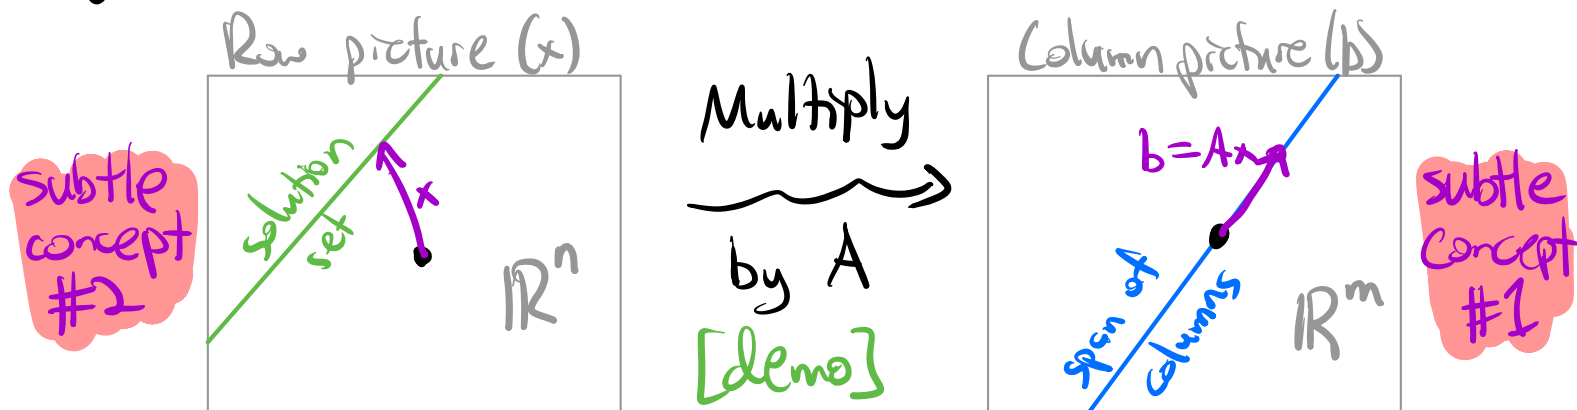 Row picture (x)
subtle
concept
#2
solution
set
x
ℝⁿ
Multiply
by A
[demo]
Column picture (b)
b=Ax
span of
columns
ℝᵐ
subtle
concept
#1